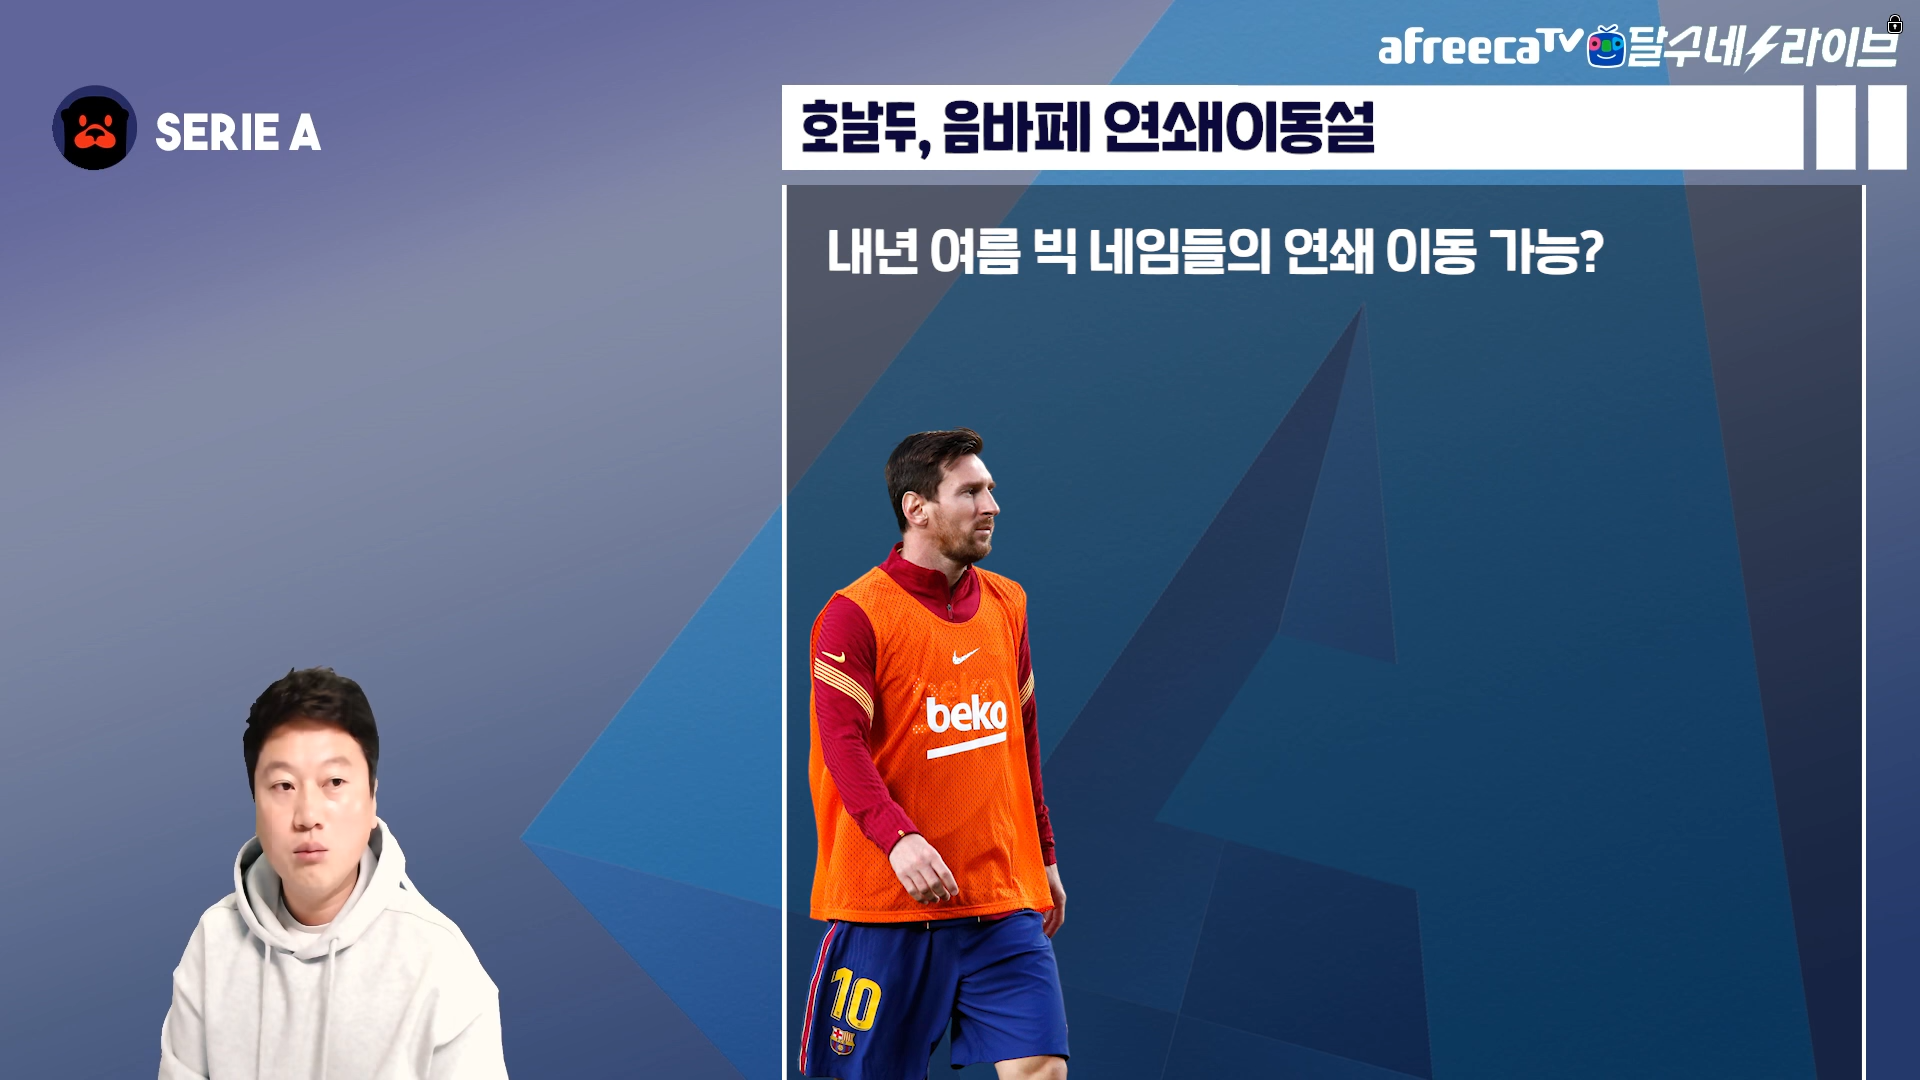 afreecaTV 달수네 라이브
SERIE A
호날두, 음바페 연쇄이동설
내년 여름 빅 네임들의 연쇄 이동 가능?
beko
10